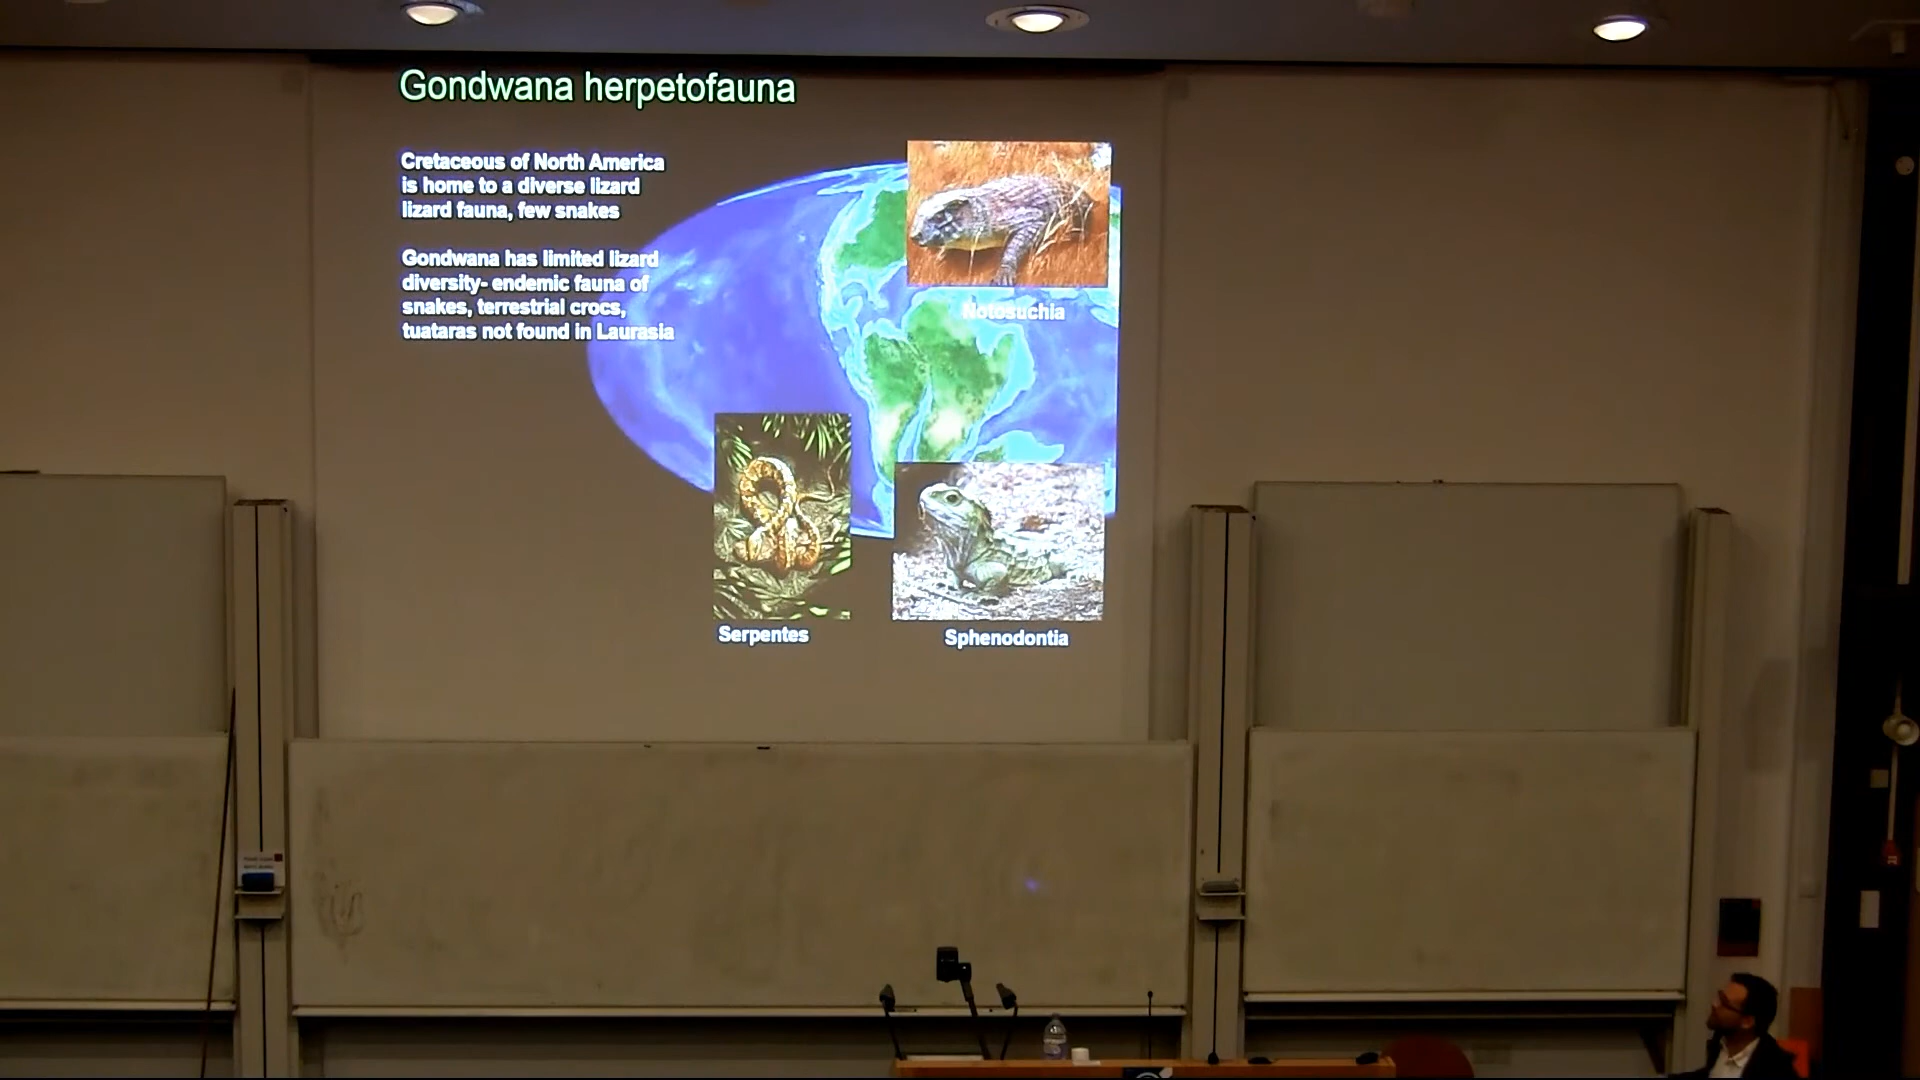 Gondwana herpetofauna
Cretaceous of North America
is home to a diverse lizard
lizard fauna, few snakes
Gondwana has limited lizard
diversity- endemic fauna of
snakes, terrestrial crocs,
tuataras not found in Laurasia
Notosuchia
Serpentes
Sphenodontia